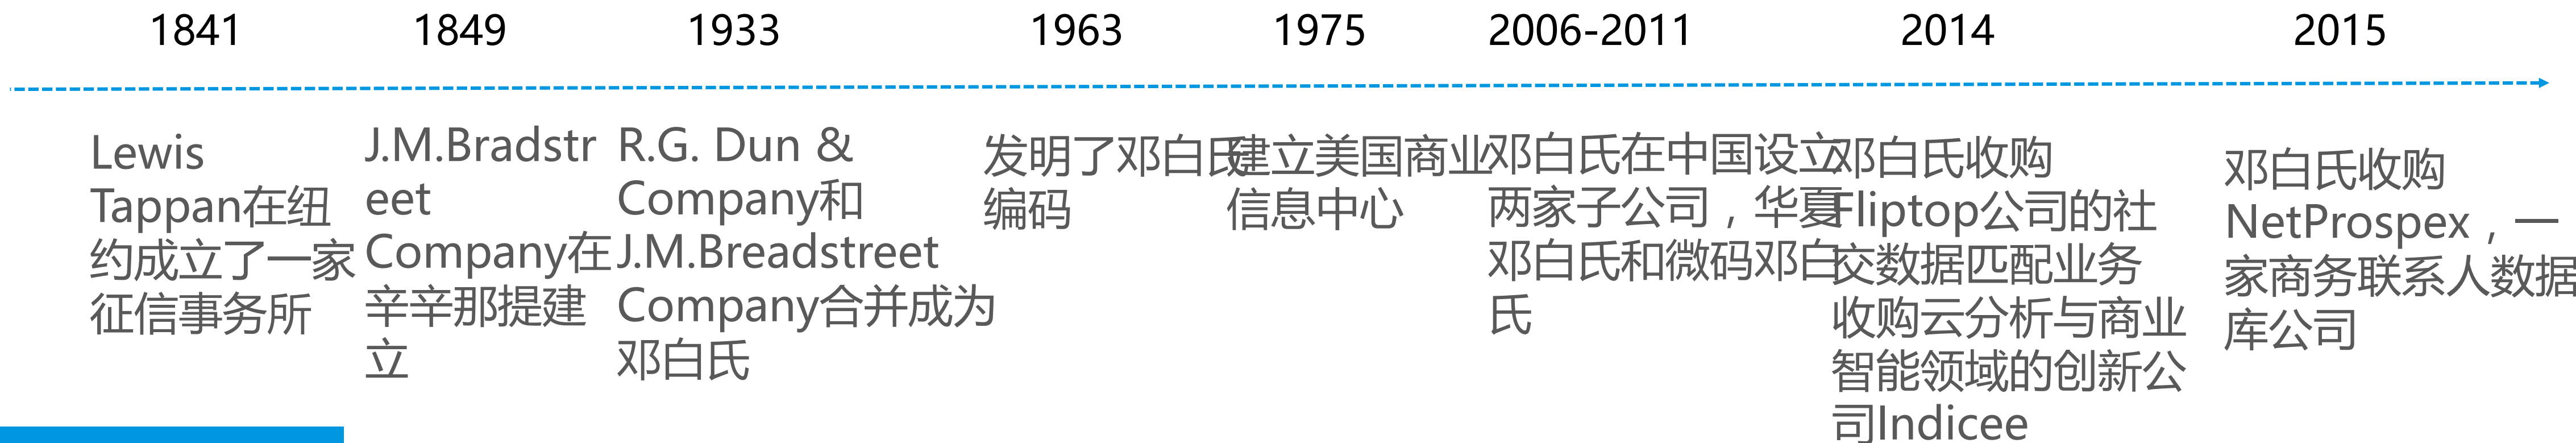 1841
1849
1933
1963
1975
2006-2011
2014
2015
Lewis
Tappan在纽
约成立了一家
征信事务所
J.M.Bradstr
eet
Company在
辛辛那提建
立
R.G. Dun &
Company和
J.M.Breadstreet
Company合并成为
邓白氏
发明了邓白氏
编码
建立美国商业
信息中心
邓白氏在中国设立
两家子公司，华夏
邓白氏和微码邓白
氏
邓白氏收购
Fliptop公司的社
交数据匹配业务
收购云分析与商业
智能领域的创新公
司Indicee
邓白氏收购
NetProspex，一
家商务联系人数据
库公司